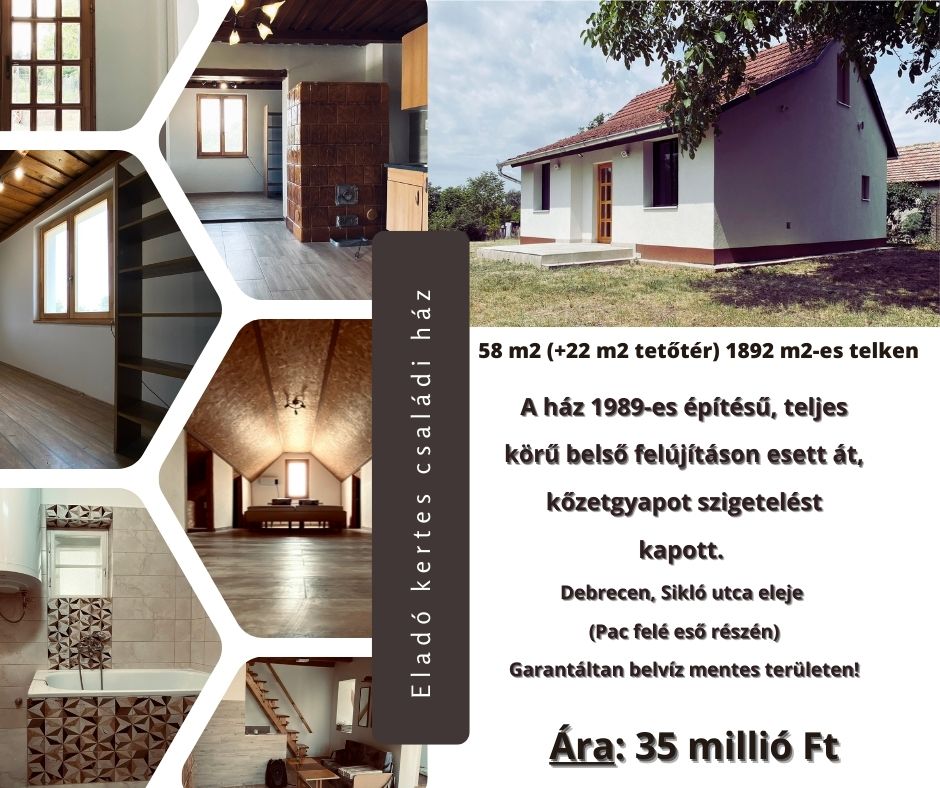 Eladó kertes családi ház
58 m2 (+22 m2 tetőtér) 1892 m2-es telken
A ház 1989-es építésű, teljes
körű belső felújításon esett át,
kőzetgyapot szigetelést
kapott.
Debrecen, Sikló utca eleje
(Pac felé eső részén)
Garantáltan belvíz mentes területen!
Ára: 35 millió Ft